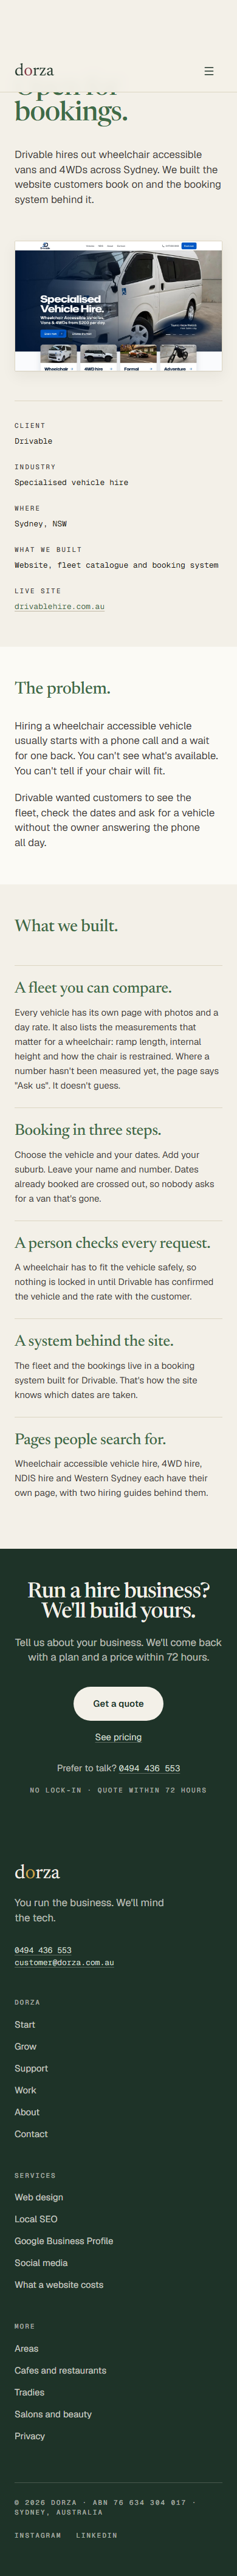 dorza
bookings.
Drivable hires out wheelchair accessible
vans and 4WDs across Sydney. We built the
website customers book on and the booking
system behind it.
Specialised
Vehicle Hire.
CLIENT
Drivable
INDUSTRY
Specialised vehicle hire
WHERE
Sydney, NSW
WHAT WE BUILT
Website, fleet catalogue and booking system
LIVE SITE
drivablehire.com.au
The problem.
Hiring a wheelchair accessible vehicle
usually starts with a phone call and a wait
for one back. You can't see what's available.
You can't tell if your chair will fit.
Drivable wanted customers to see the
fleet, check the dates and ask for a vehicle
without the owner answering the phone
all day.
What we built.
A fleet you can compare.
Every vehicle has its own page with photos and a
day rate. It also lists the measurements that
matter for a wheelchair: ramp length, internal
height and how the chair is restrained. Where a
number hasn't been measured yet, the page says
"Ask us". It doesn't guess.
Booking in three steps.
Choose the vehicle and your dates. Add your
suburb. Leave your name and number. Dates
already booked are crossed out, so nobody asks
for a van that's gone.
A person checks every request.
A wheelchair has to fit the vehicle safely, so
nothing is locked in until Drivable has confirmed
the vehicle and the rate with the customer.
A system behind the site.
The fleet and the bookings live in a booking
system built for Drivable. That's how the site
knows which dates are taken.
Pages people search for.
Wheelchair accessible vehicle hire, 4WD hire,
NDIS hire and Western Sydney each have their
own page, with two hiring guides behind them.
Run a hire business?
We'll build yours.
Tell us about your business. We'll come back
with a plan and a price within 72 hours.
Get a quote
See pricing
Prefer to talk? 0494 436 553
NO LOCK-IN · QUOTE WITHIN 72 HOURS
dorza
You run the business. We'll mind
the tech.
0494 436 553
customer@dorza.com.au
DORZA
Start
Grow
Support
Work
About
Contact
SERVICES
Web design
Local SEO
Google Business Profile
Social media
What a website costs
MORE
Areas
Cafes and restaurants
Tradies
Salons and beauty
Privacy
© 2026 DORZA · ABN 76 634 304 017 ·
SYDNEY, AUSTRALIA
INSTAGRAM LINKEDIN